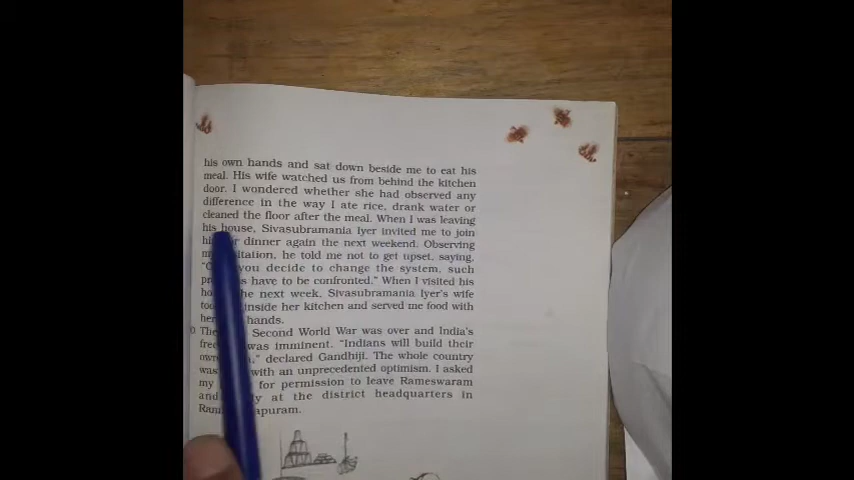 his own hands and sat down beside me to eat his
meal. His wife watched us from behind the kitchen
door. I wondered whether she had observed any
difference in the way I ate rice, drank water or
cleaned the floor after the meal. When I was leaving
his house, Sivasubramania Iyer invited me to join
dinner again the next weekend. Observing
he told me not to get upset, saying,
you decide to change the system, such
have to be confronted.” When I visited his
the next week, Sivasubramania Iyer's wife
inside her kitchen and served me food with
hands.
Second World War was over and India's
was imminent. “Indians will build their
declared Gandhiji. The whole country
was with an unprecedented optimism. I asked
my for permission to leave Rameswaram
and at the district headquarters in